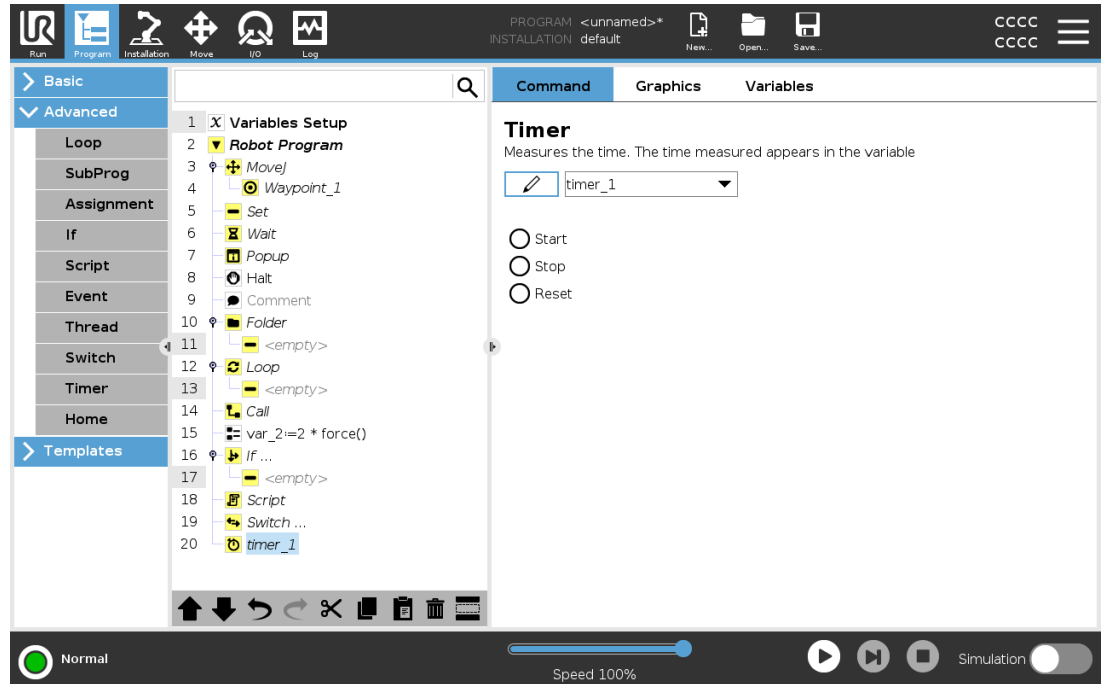 PROGRAM <unnamed>*
INSTALLATION default
CCCC
CCCC
Run Program Installation Move I/O Log New... Open... Save...
Basic
Advanced
Loop
SubProg
Assignment
If
Script
Event
Thread
Switch
Timer
Home
Templates
1 X Variables Setup
2 Robot Program
3 MoveJ
4 Waypoint_1
5 Set
6 Wait
7 Popup
8 Halt
9 Comment
10 Folder
11 <empty>
12 Loop
13 <empty>
14 Call
15 var_2:=2 * force()
16 If ...
17 <empty>
18 Script
19 Switch ...
20 timer_1
Command Graphics Variables
Timer
Measures the time. The time measured appears in the variable
timer_1
Start
Stop
Reset
Normal
Speed 100%
Simulation